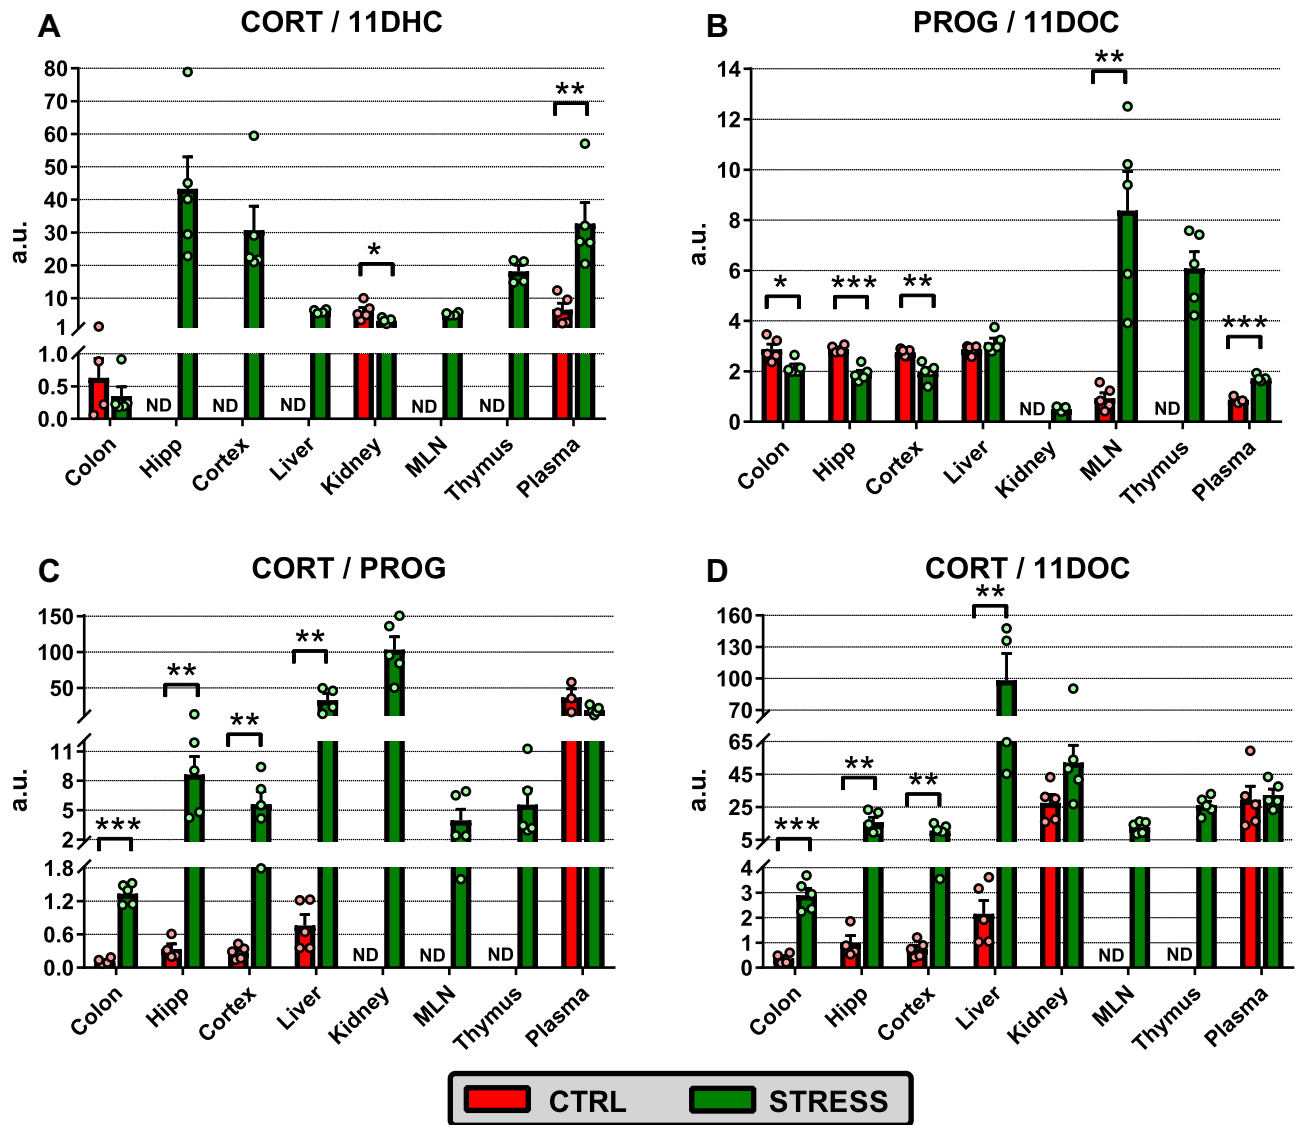 A
CORT / 11DHC
80
70
60
50
40
30
20
10
1
1.0
0.5
0.0
a.u.
ND
ND
ND
ND
ND
*
**
Colon
Hipp
Cortex
Liver
Kidney
MLN
Thymus
Plasma
B
PROG / 11DOC
14
12
10
8
6
4
2
0
a.u.
*
***
**
ND
**
ND
***
Colon
Hipp
Cortex
Liver
Kidney
MLN
Thymus
Plasma
C
CORT / PROG
150
100
50
11
8
5
2
1.8
1.2
0.6
0.0
a.u.
***
**
**
**
ND
ND
ND
Colon
Hipp
Cortex
Liver
Kidney
MLN
Thymus
Plasma
D
CORT / 11DOC
160
130
100
70
65
45
25
5
4
3
2
1
0
a.u.
***
**
**
**
ND
ND
Colon
Hipp
Cortex
Liver
Kidney
MLN
Thymus
Plasma
CTRL
STRESS